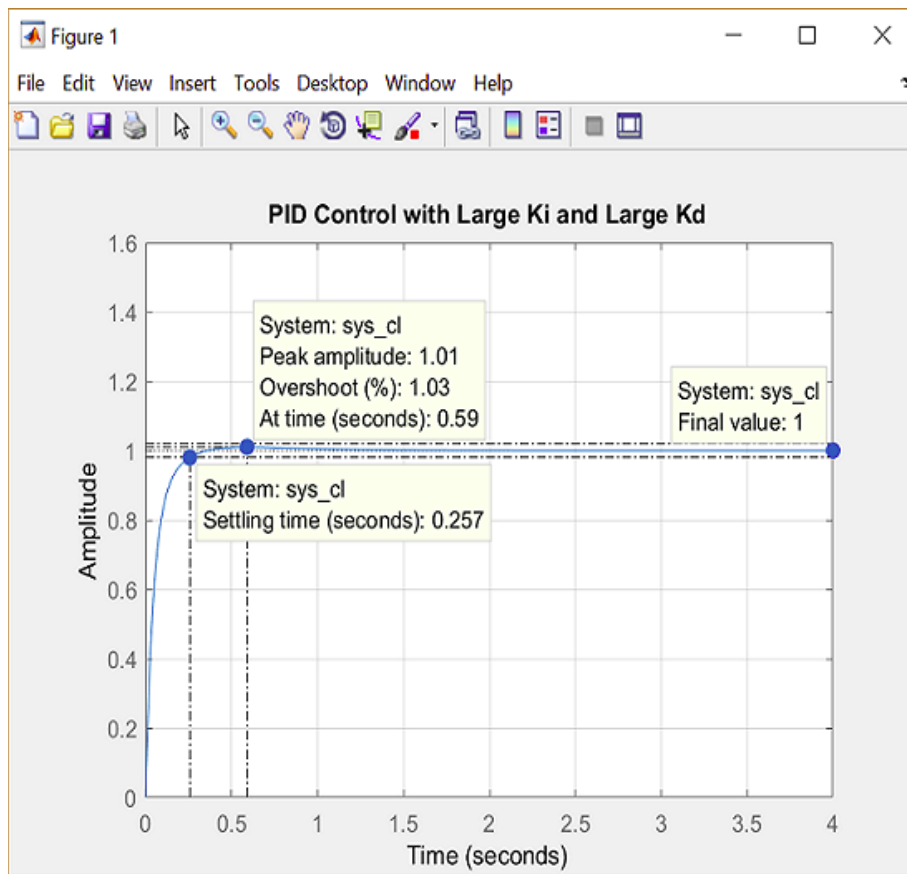 Figure 1
File Edit View Insert Tools Desktop Window Help
PID Control with Large Ki and Large Kd
1.6
1.4
1.2
1
0.8
0.6
0.4
0.2
0
Amplitude
System: sys_cl
Peak amplitude: 1.01
Overshoot (%): 1.03
At time (seconds): 0.59
System: sys_cl
Final value: 1
System: sys_cl
Settling time (seconds): 0.257
0 0.5 1 1.5 2 2.5 3 3.5 4
Time (seconds)